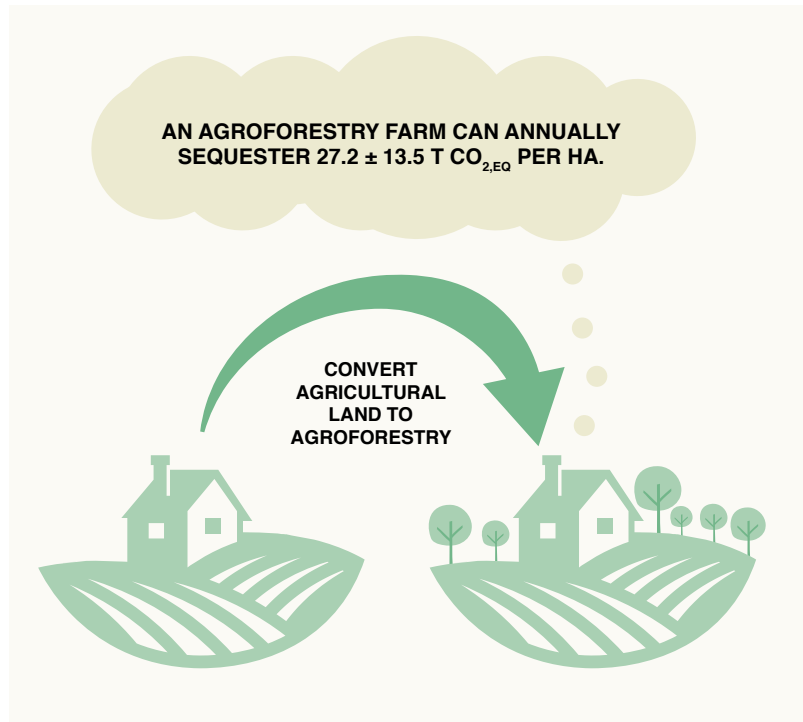 AN AGROFORESTRY FARM CAN ANNUALLY
SEQUESTER 27.2 ± 13.5 T CO2,EQ PER HA.
CONVERT
AGRICULTURAL
LAND TO
AGROFORESTRY